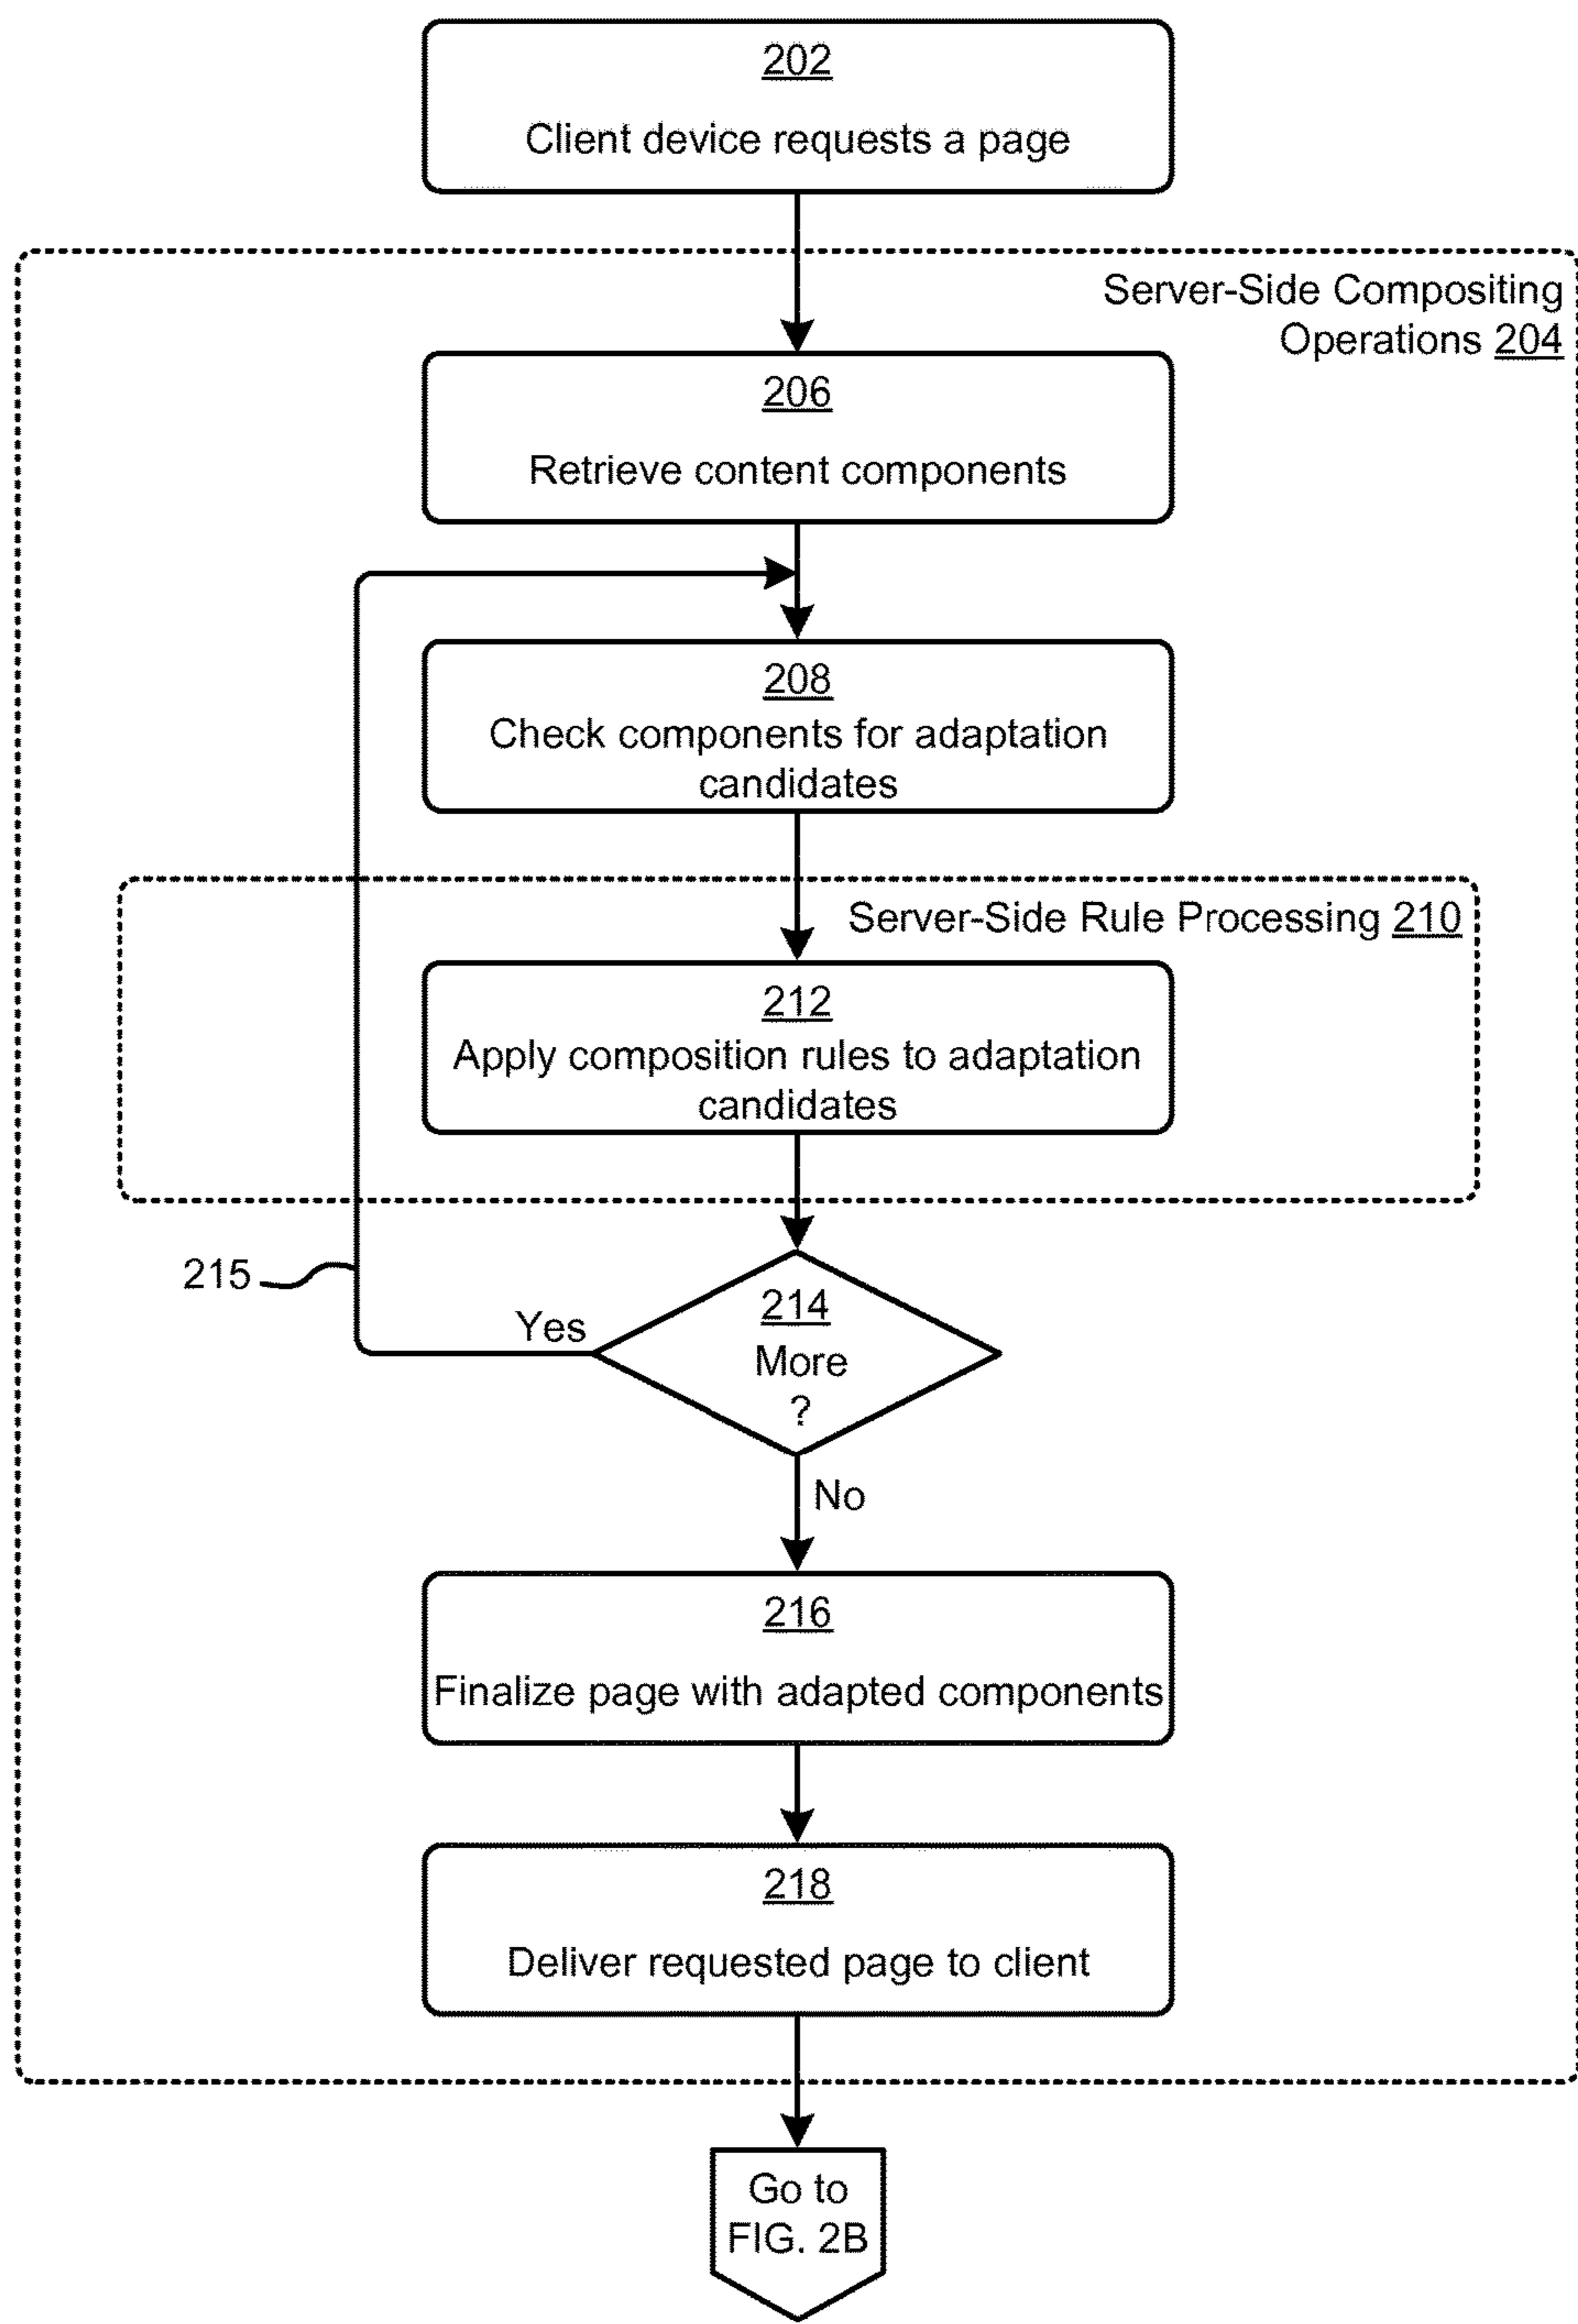 202
Client device requests a page
Server-Side Compositing
Operations 204
206
Retrieve content components
208
Check components for adaptation
candidates
Server-Side Rule Processing 210
212
Apply composition rules to adaptation
candidates
215
Yes
214
More
?
No
216
Finalize page with adapted components
218
Deliver requested page to client
Go to
FIG. 2B